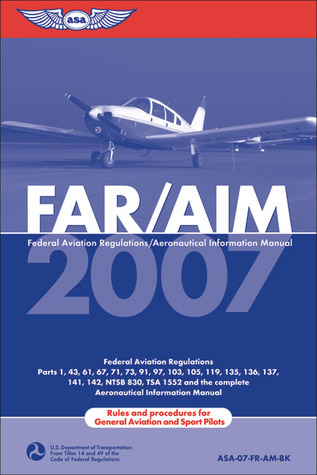 asa
FAR/AIM
Federal Aviation Regulations/Aeronautical Information Manual
2007
Federal Aviation Regulations
Parts 1, 43, 61, 67, 71, 73, 91, 97, 103, 105, 119, 135, 136, 137,
141, 142, NTSB 830, TSA 1552 and the complete
Aeronautical Information Manual
Rules and procedures for
General Aviation and Sport Pilots
U.S. Department of Transportation:
From Titles 14 and 49 of the
Code of Federal Regulations
ASA-07-FR-AM-BK